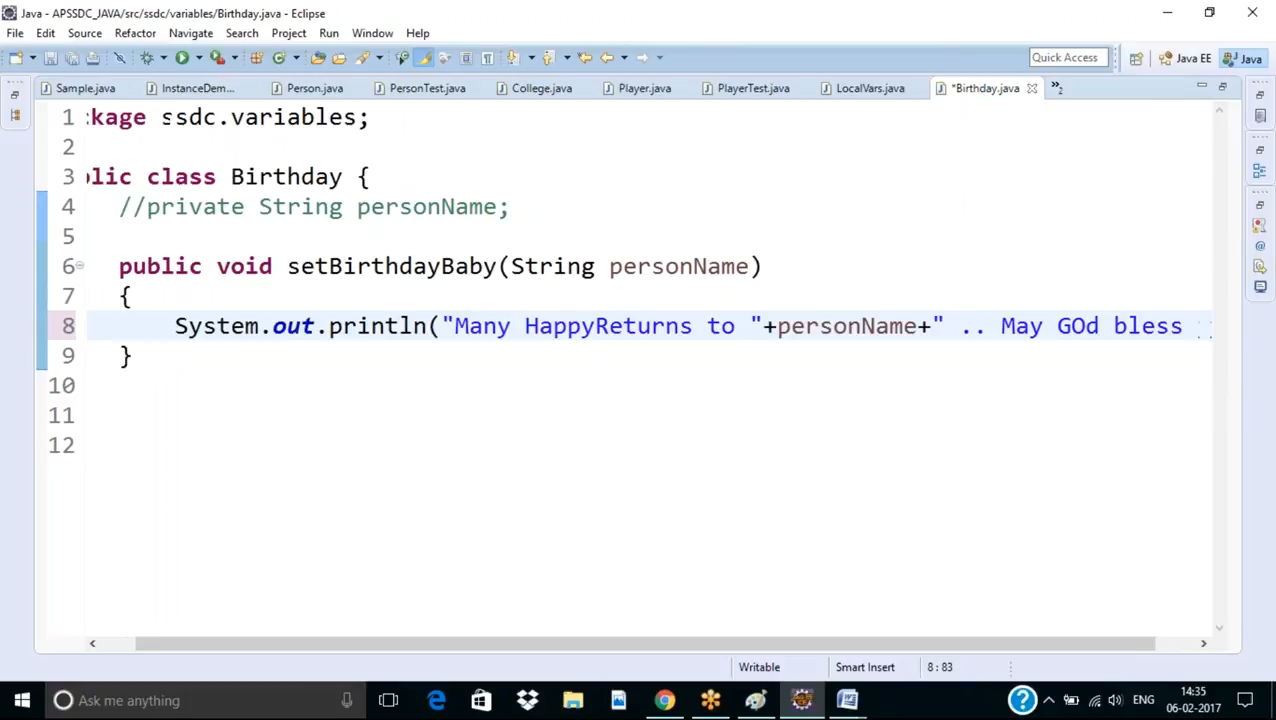 Java - APSSDC_JAVA/src/ssdc/variables/Birthday.java - Eclipse
File Edit Source Refactor Navigate Search Project Run Window Help
Quick Access Java EE Java
Sample.java InstanceDem... Person.java PersonTest.java College.java Player.java PlayerTest.java LocalVars.java *Birthday.java »2
1 kage ssdc.variables;
2
3 lic class Birthday {
4 //private String personName;
5
6 public void setBirthdayBaby(String personName)
7 {
8 System.out.println("Many HappyReturns to "+personName+" .. May GOd bless
9 }
10
11
12
Writable Smart Insert 8 : 83
Ask me anything
ENG 14:35
06-02-2017